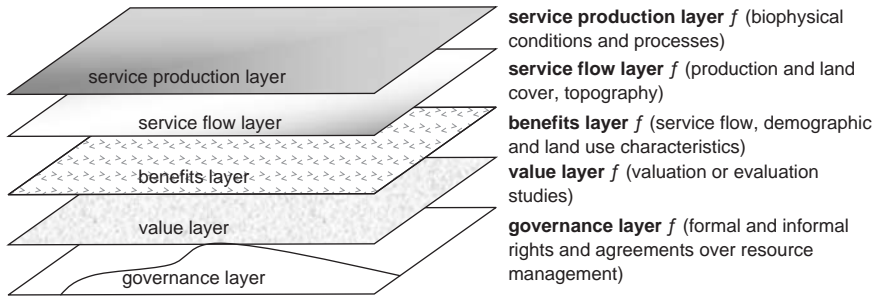 service production layer
service flow layer
benefits layer
value layer
governance layer
service production layer ƒ (biophysical
conditions and processes)
service flow layer ƒ (production and land
cover, topography)
benefits layer ƒ (service flow, demographic
and land use characteristics)
value layer ƒ (valuation or evaluation
studies)
governance layer ƒ (formal and informal
rights and agreements over resource
management)